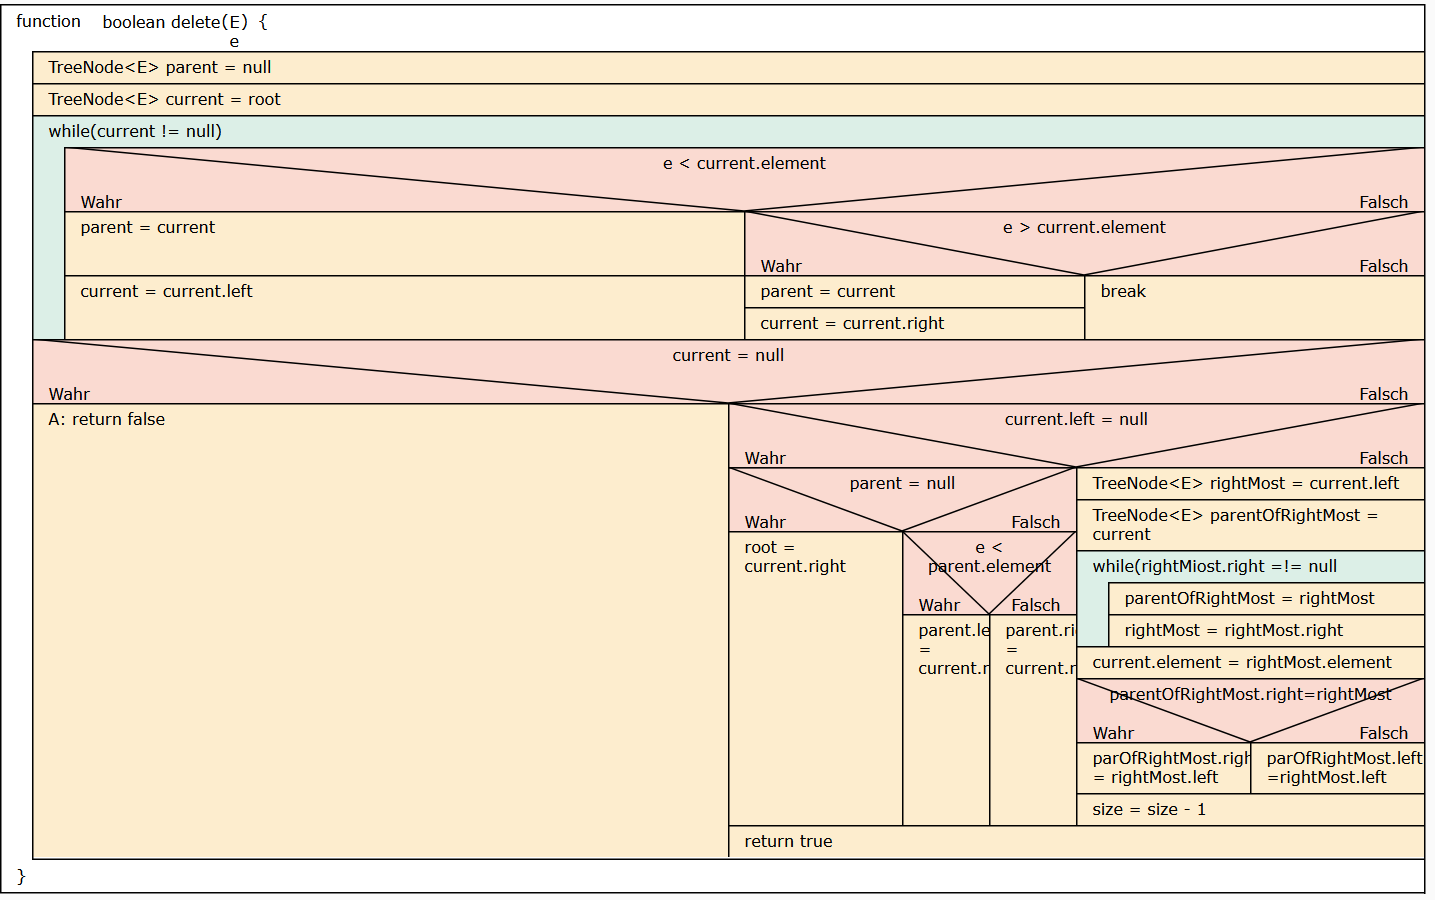 function boolean delete(E) {
e
TreeNode<E> parent = null
TreeNode<E> current = root
while(current != null)
e < current.element
Wahr Falsch
parent = current
e > current.element
Wahr Falsch
current = current.left
parent = current
break
current = current.right
current = null
Wahr Falsch
A: return false
current.left = null
Wahr Falsch
parent = null
Wahr Falsch
root =
current.right
e <
parent.element
Wahr Falsch
parent.le
=
current.r
parent.ri
=
current.r
TreeNode<E> rightMost = current.left
TreeNode<E> parentOfRightMost =
current
while(rightMiost.right =!= null
parentOfRightMost = rightMost
rightMost = rightMost.right
current.element = rightMost.element
parentOfRightMost.right=rightMost
Wahr Falsch
parOfRightMost.righ
= rightMost.left
parOfRightMost.left
=rightMost.left
size = size - 1
return true
}